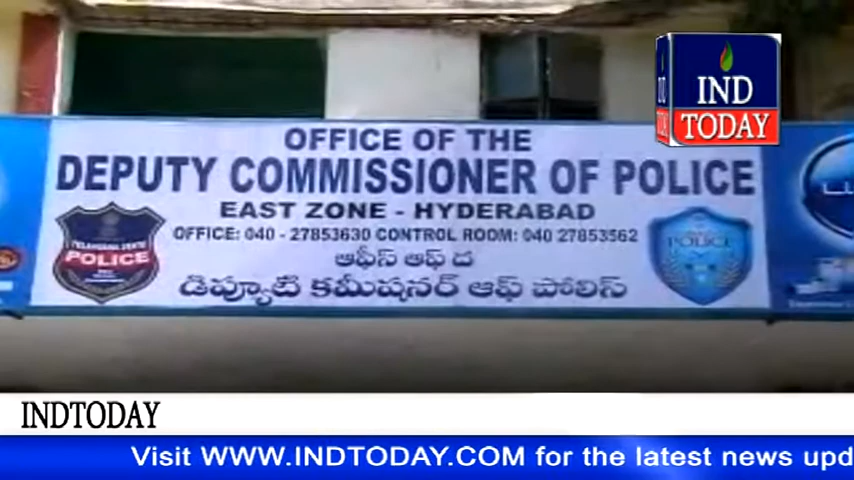 IND
TODAY
OFFICE OF THE
DEPUTY COMMISSIONER OF POLICE
EAST ZONE - HYDERABAD
OFFICE: 040 - 27853630 CONTROL ROOM: 040 27853562
ఆఫీస్ ఆఫ్ ద
డిప్యూటీ కమీషనర్ ఆఫ్ పోలిస్
TELANGANA STATE
POLICE
POLICE
INDTODAY
Visit WWW.INDTODAY.COM for the latest news upd